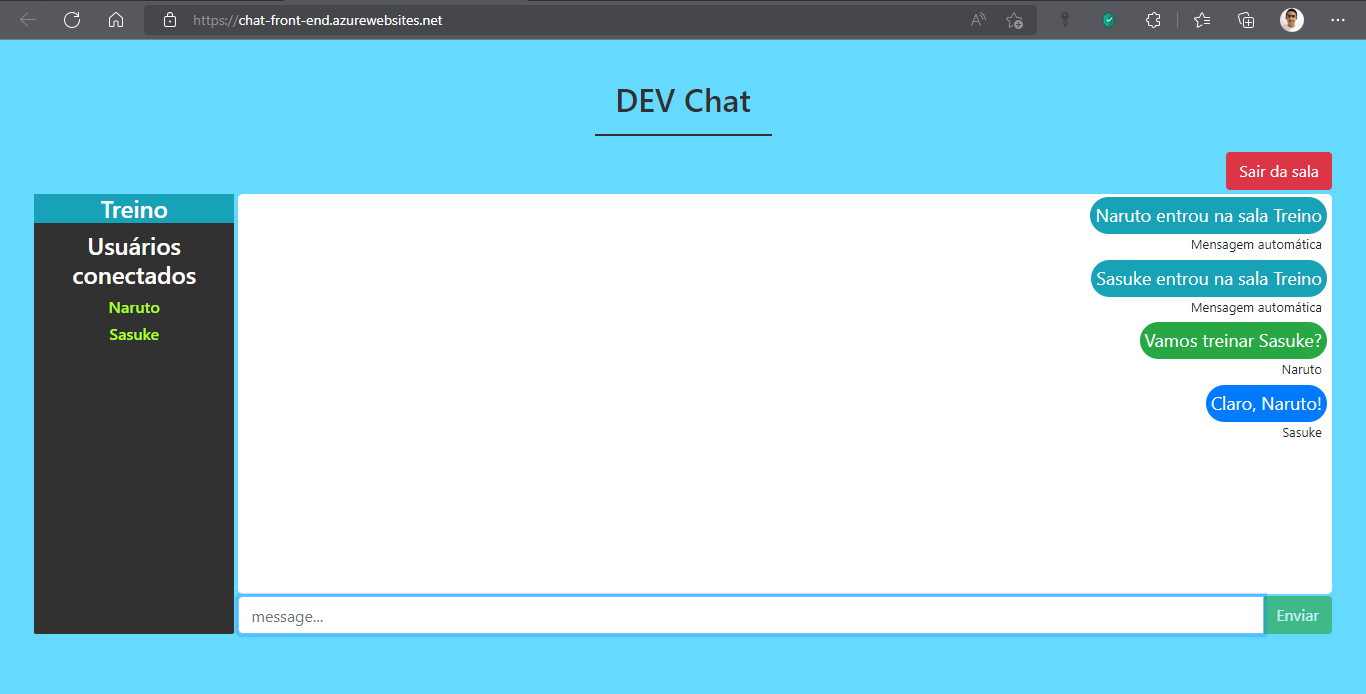 https://chat-front-end.azurewebsites.net
DEV Chat
Sair da sala
Treino
Usuários
conectados
Naruto
Sasuke
Naruto entrou na sala Treino
Mensagem automática
Sasuke entrou na sala Treino
Mensagem automática
Vamos treinar Sasuke?
Naruto
Claro, Naruto!
Sasuke
message...
Enviar